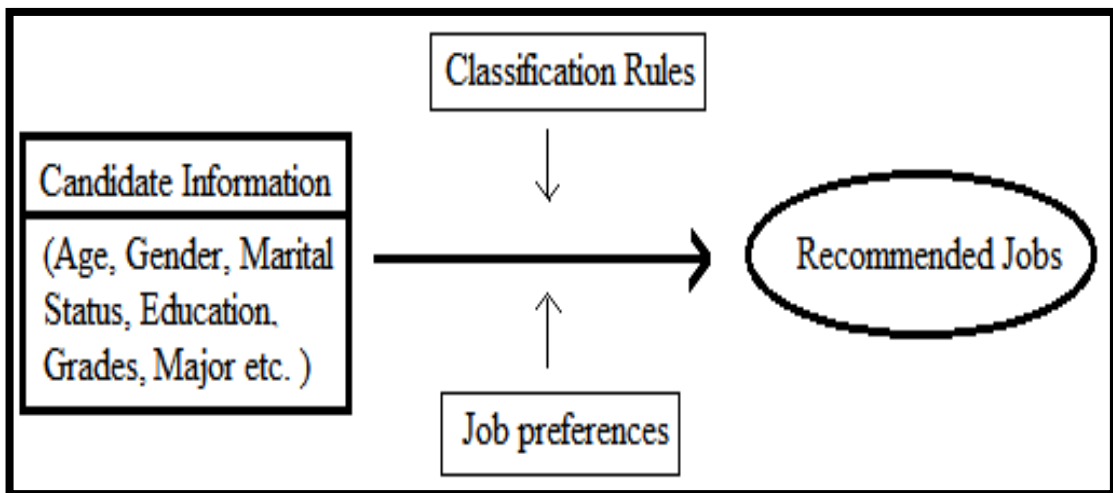 Classification Rules
Candidate Information
(Age, Gender, Marital
Status, Education,
Grades, Major etc. )
Recommended Jobs
Job preferences